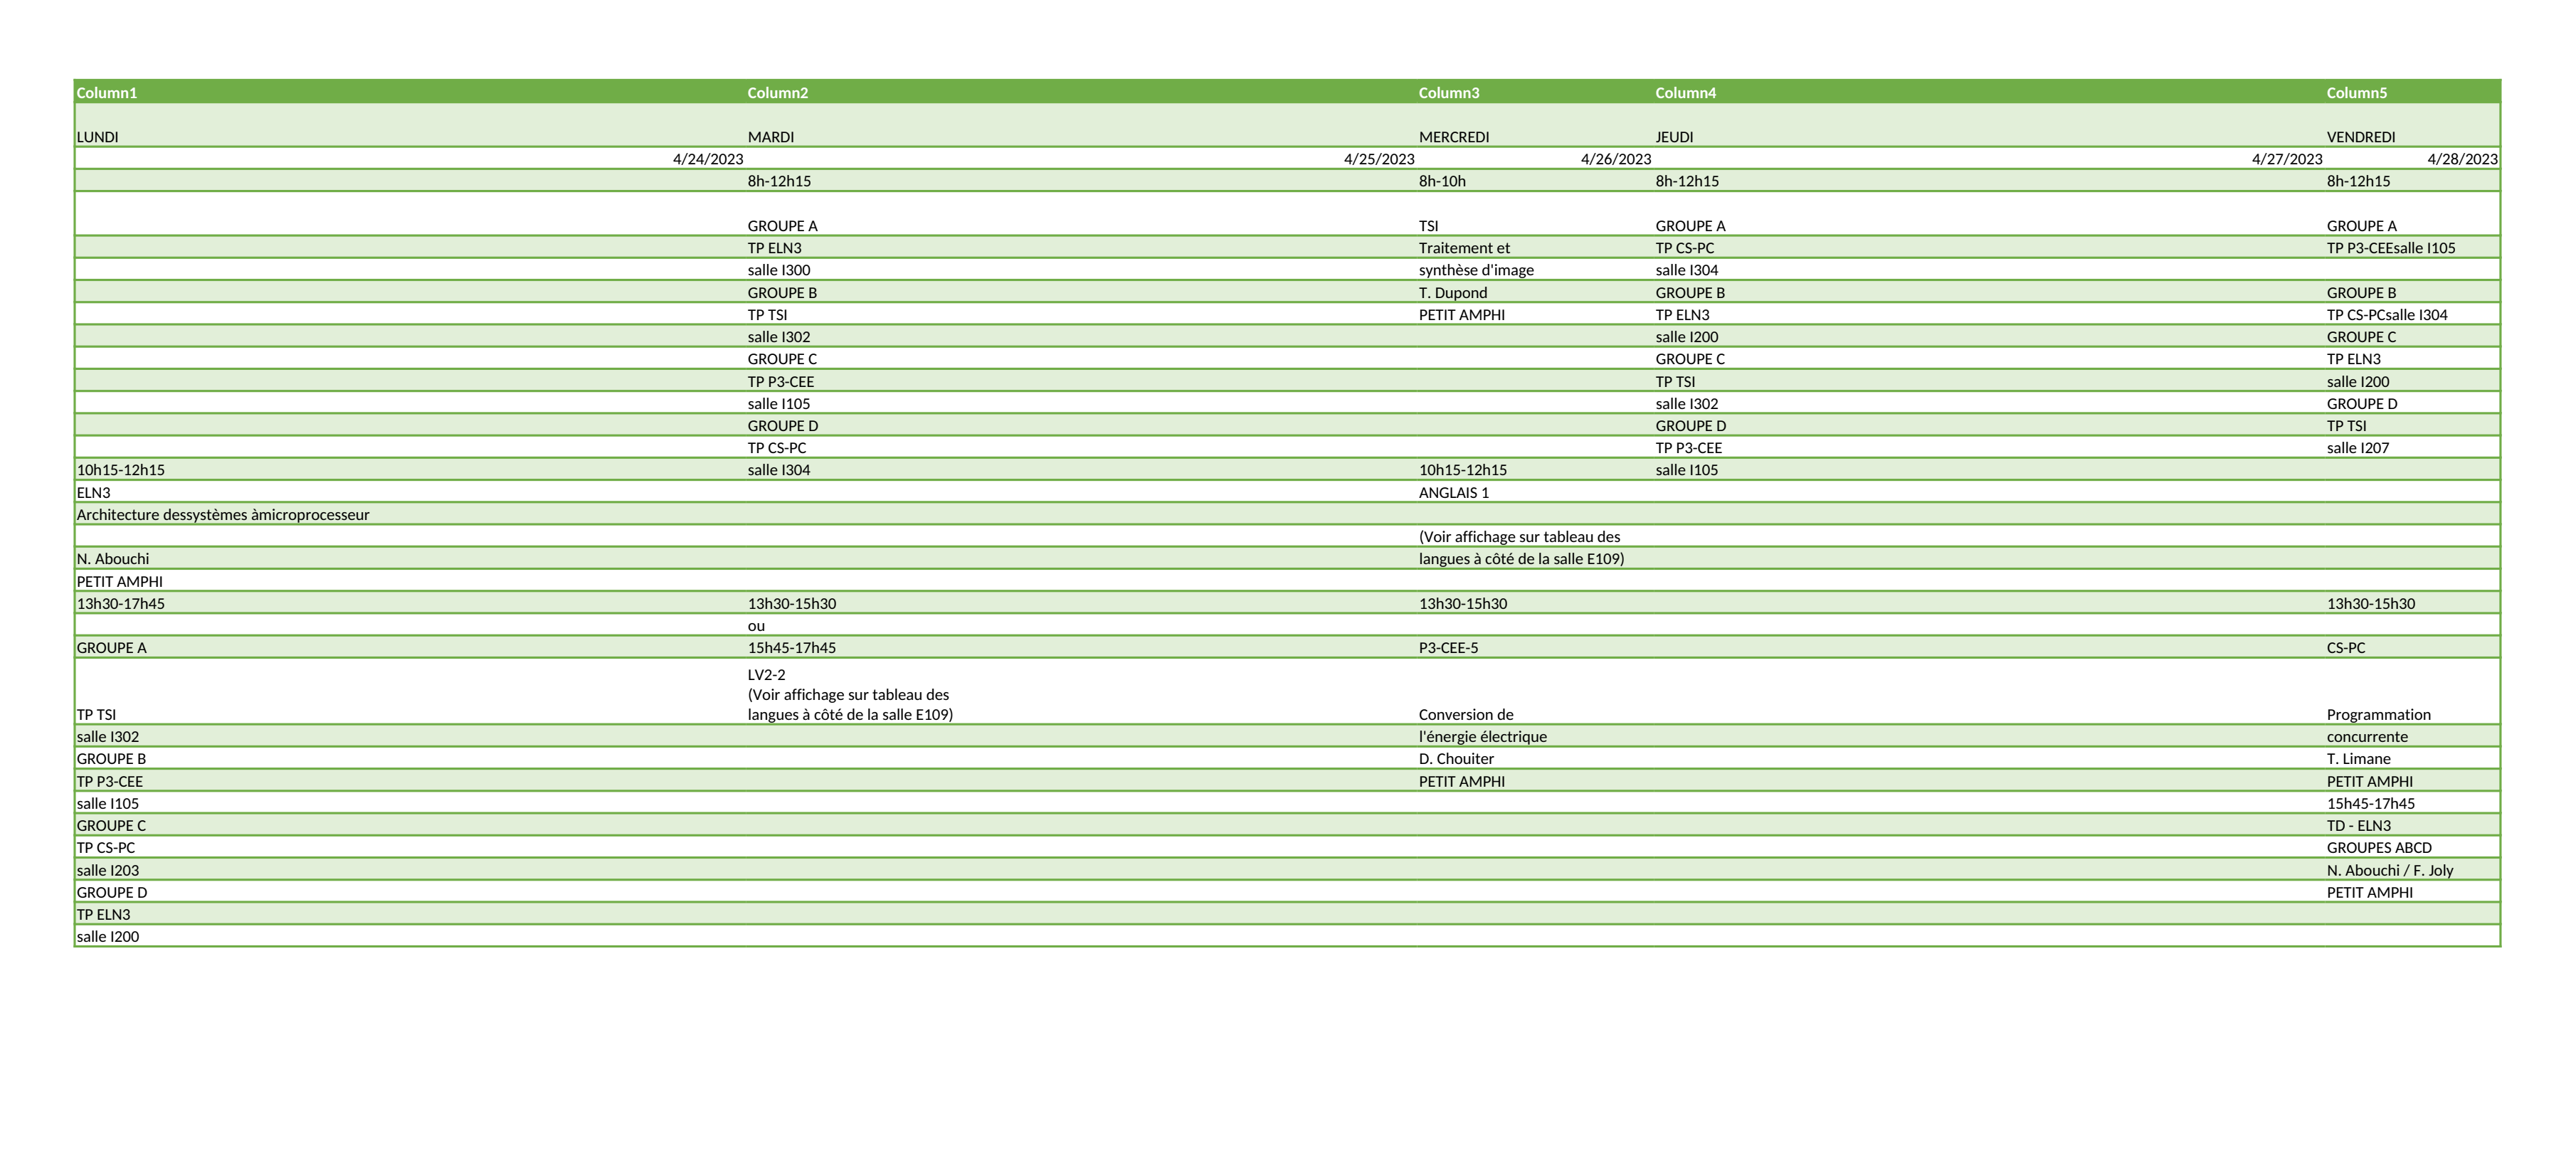 Column1 Column2 Column3 Column4 Column5
LUNDI MARDI MERCREDI JEUDI VENDREDI
4/24/2023 4/25/2023 4/26/2023 4/27/2023 4/28/2023
8h-12h15 8h-10h 8h-12h15 8h-12h15
GROUPE A TSI GROUPE A GROUPE A
TP ELN3 Traitement et TP CS-PC TP P3-CEEsalle I105
salle I300 synthèse d'image salle I304
GROUPE B T. Dupond GROUPE B GROUPE B
TP TSI PETIT AMPHI TP ELN3 TP CS-PCsalle I304
salle I302 salle I200 GROUPE C
GROUPE C GROUPE C TP ELN3
TP P3-CEE TP TSI salle I200
salle I105 salle I302 GROUPE D
GROUPE D GROUPE D TP TSI
TP CS-PC TP P3-CEE salle I207
10h15-12h15 salle I304 10h15-12h15 salle I105
ELN3 ANGLAIS 1
Architecture dessystèmes àmicroprocesseur
(Voir affichage sur tableau des
N. Abouchi langues à côté de la salle E109)
PETIT AMPHI
13h30-17h45 13h30-15h30 13h30-15h30 13h30-15h30
ou
GROUPE A 15h45-17h45 P3-CEE-5 CS-PC
LV2-2
(Voir affichage sur tableau des
TP TSI langues à côté de la salle E109) Conversion de Programmation
salle I302 l'énergie électrique concurrente
GROUPE B D. Chouiter T. Limane
TP P3-CEE PETIT AMPHI PETIT AMPHI
salle I105 15h45-17h45
GROUPE C TD - ELN3
TP CS-PC GROUPES ABCD
salle I203 N. Abouchi / F. Joly
GROUPE D PETIT AMPHI
TP ELN3
salle I200